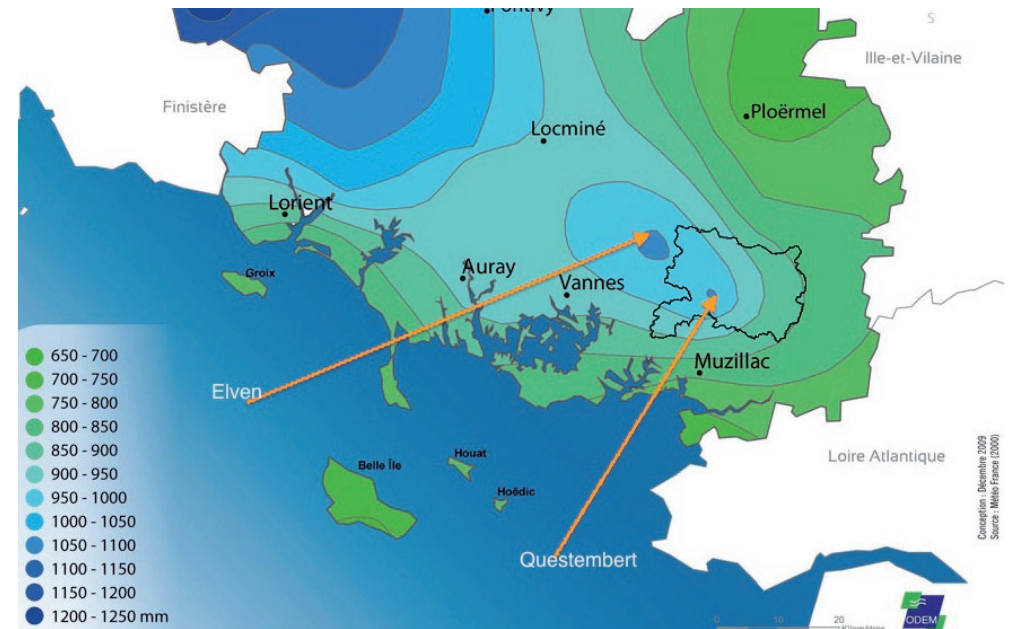 Pontivy
S
Ille-et-Vilaine
Finistère
Ploërmel
Locminé
Lorient
Auray
Groix
Vannes
650 - 700
700 - 750
750 - 800
800 - 850
850 - 900
900 - 950
950 - 1000
1000 - 1050
1050 - 1100
1100 - 1150
1150 - 1200
1200 - 1250 mm
Muzillac
Elven
Belle Île
Houat
Hoëdic
Loire Atlantique
Questembert
Conception : Décembre 2009
Source : Météo France (2000)
0 10 20
Kilomètres
ODEM